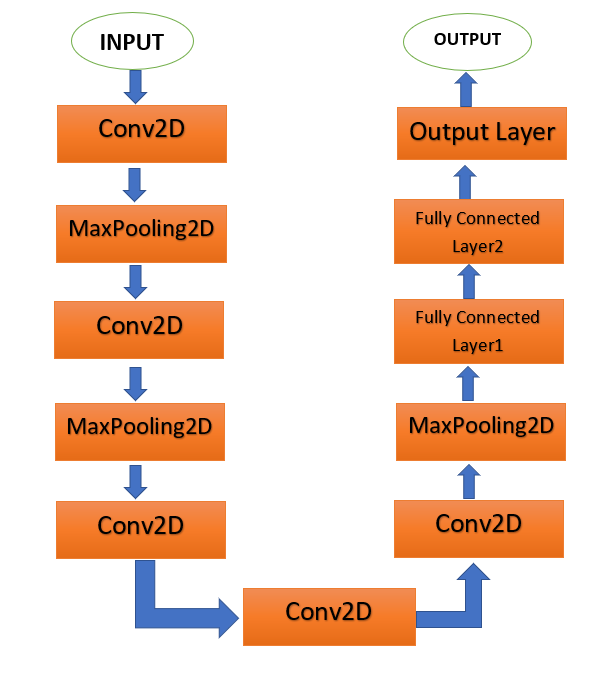 INPUT
Conv2D
MaxPooling2D
Conv2D
MaxPooling2D
Conv2D
Conv2D
Conv2D
MaxPooling2D
Fully Connected
Layer1
Fully Connected
Layer2
Output Layer
OUTPUT